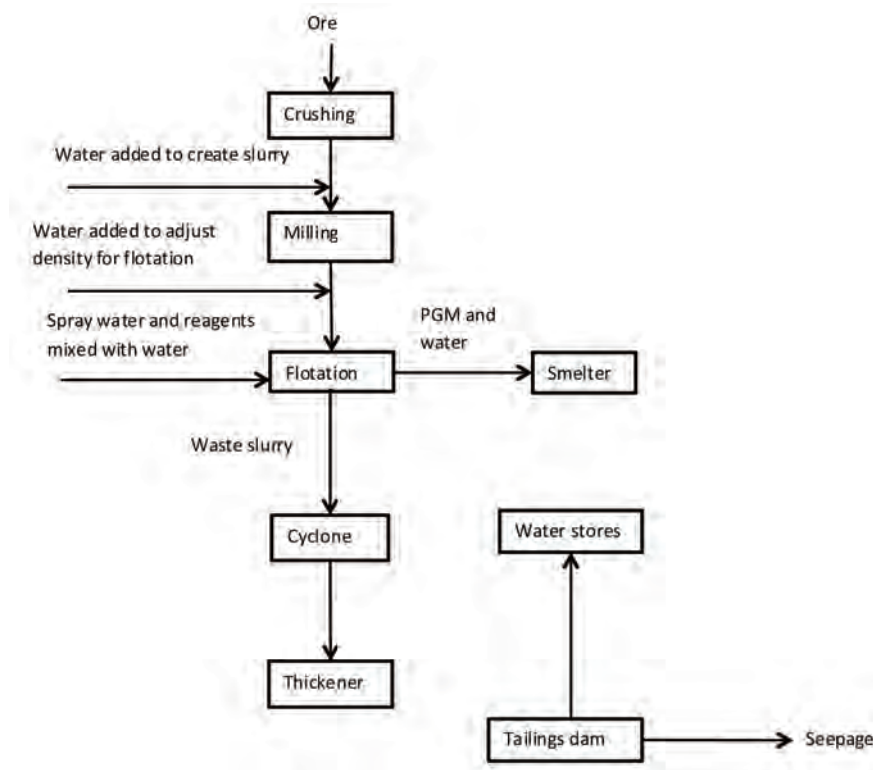 Ore
Crushing
Water added to create slurry
Milling
Water added to adjust
density for flotation
Spray water and reagents
mixed with water
PGM and
water
Flotation
Smelter
Waste slurry
Cyclone
Water stores
Thickener
Tailings dam
Seepage